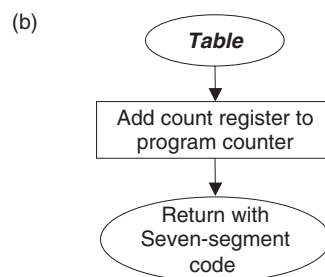 (b)
Table
Add count register to
program counter
Return with
Seven-segment
code